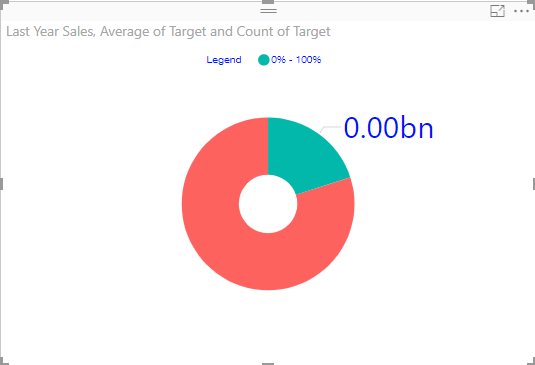 Last Year Sales, Average of Target and Count of Target
Legend 0% - 100%
0.00bn